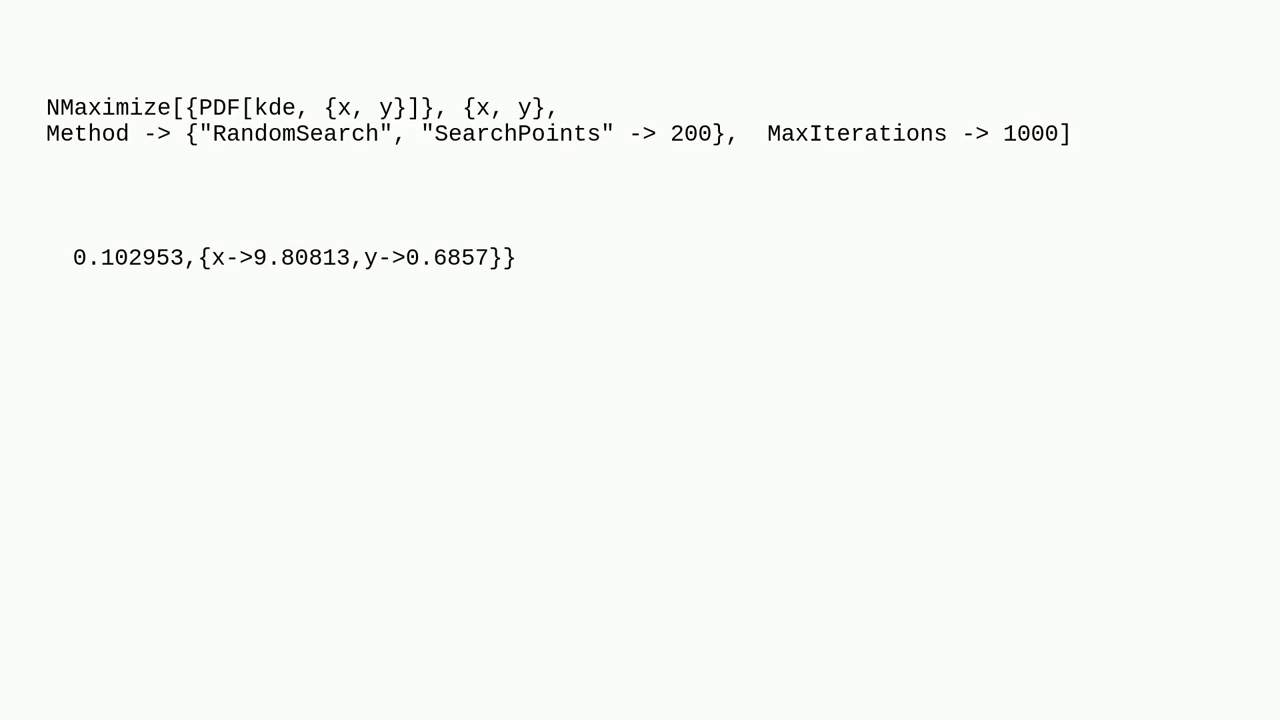 NMaximize[{PDF[kde, {x, y}]}, {x, y},
Method -> {"RandomSearch", "SearchPoints" -> 200},  MaxIterations -> 1000]
0.102953,{x->9.80813,y->0.6857}}